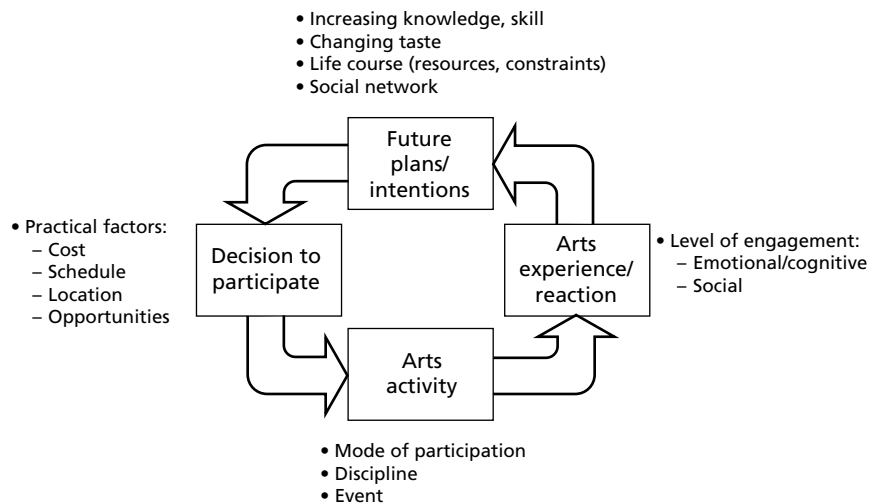 • Increasing knowledge, skill
• Changing taste
• Life course (resources, constraints)
• Social network
Future
plans/
intentions
• Practical factors:
– Cost
– Schedule
– Location
– Opportunities
Decision to
participate
Arts
experience/
reaction
• Level of engagement:
– Emotional/cognitive
– Social
Arts
activity
• Mode of participation
• Discipline
• Event